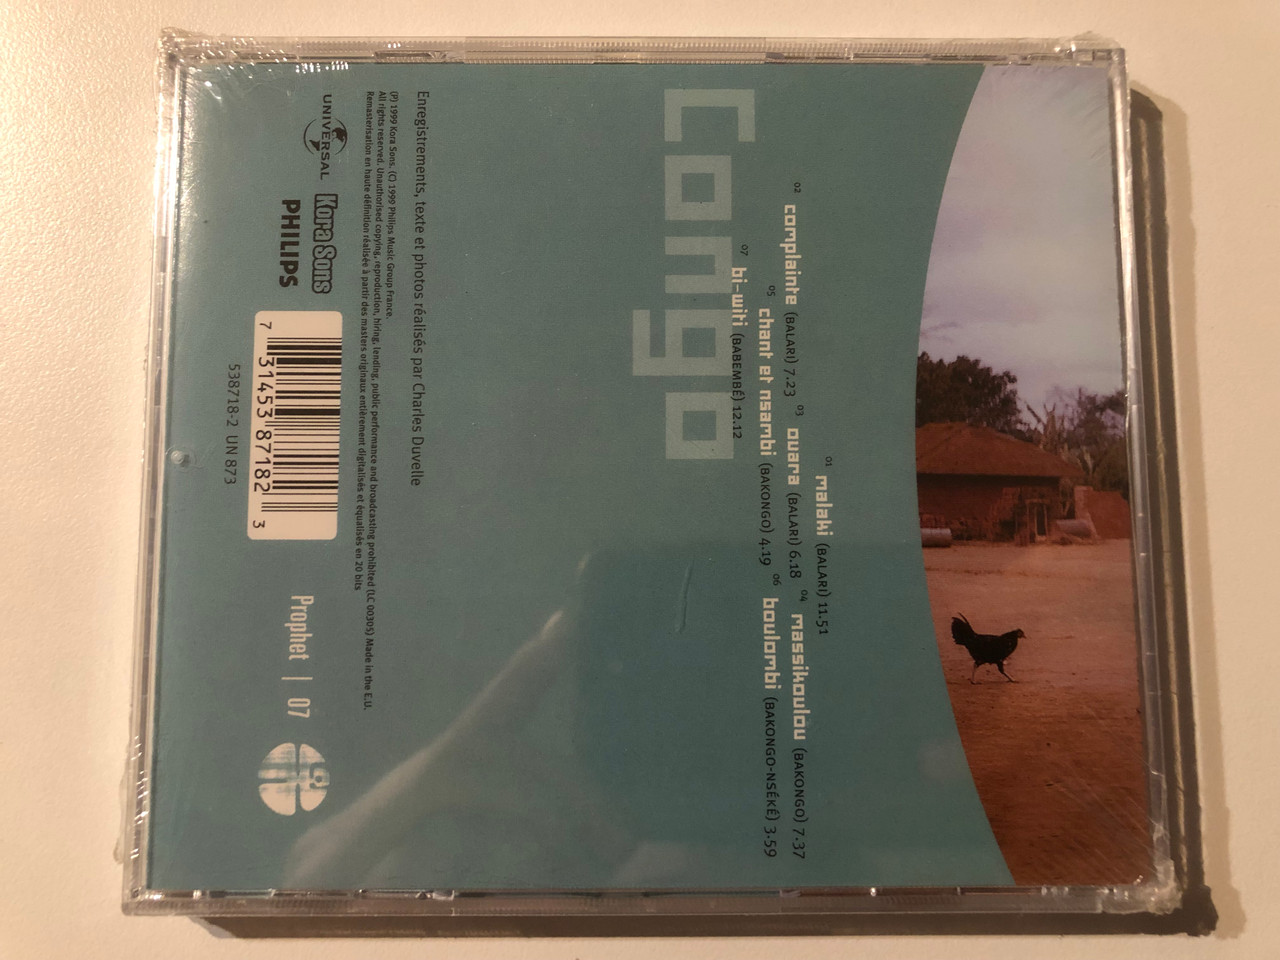 01 malaki (BALARI) 11.51
02 complainte (BALARI) 7.23 03 ouara (BALARI) 6.18 04 massikoulou (BAKONGO) 7.37
05 chant et nsambi (BAKONGO) 4.19 06 boulombi (BAKONGO-NSÉKÉ) 3.59
07 bi-witi (BABEMBÉ) 12.12
Congo
Enregistrements, texte et photos réalisés par Charles Duvelle
(P) 1999 Kora Sons. (C) 1999 Philips Music Group France.
All rights reserved. Unauthorised copying, reproduction, hiring, lending, public performance and broadcasting prohibited (LC 00305) Made in the E.U.
Remasterisation en haute définition réalisée à partir des masters originaux entièrement digitalisés et équalisés en 20 bits
UNIVERSAL
Kora Sons
PHILIPS
7 31453 87182 3
538718-2 UN 873
Prophet | 07